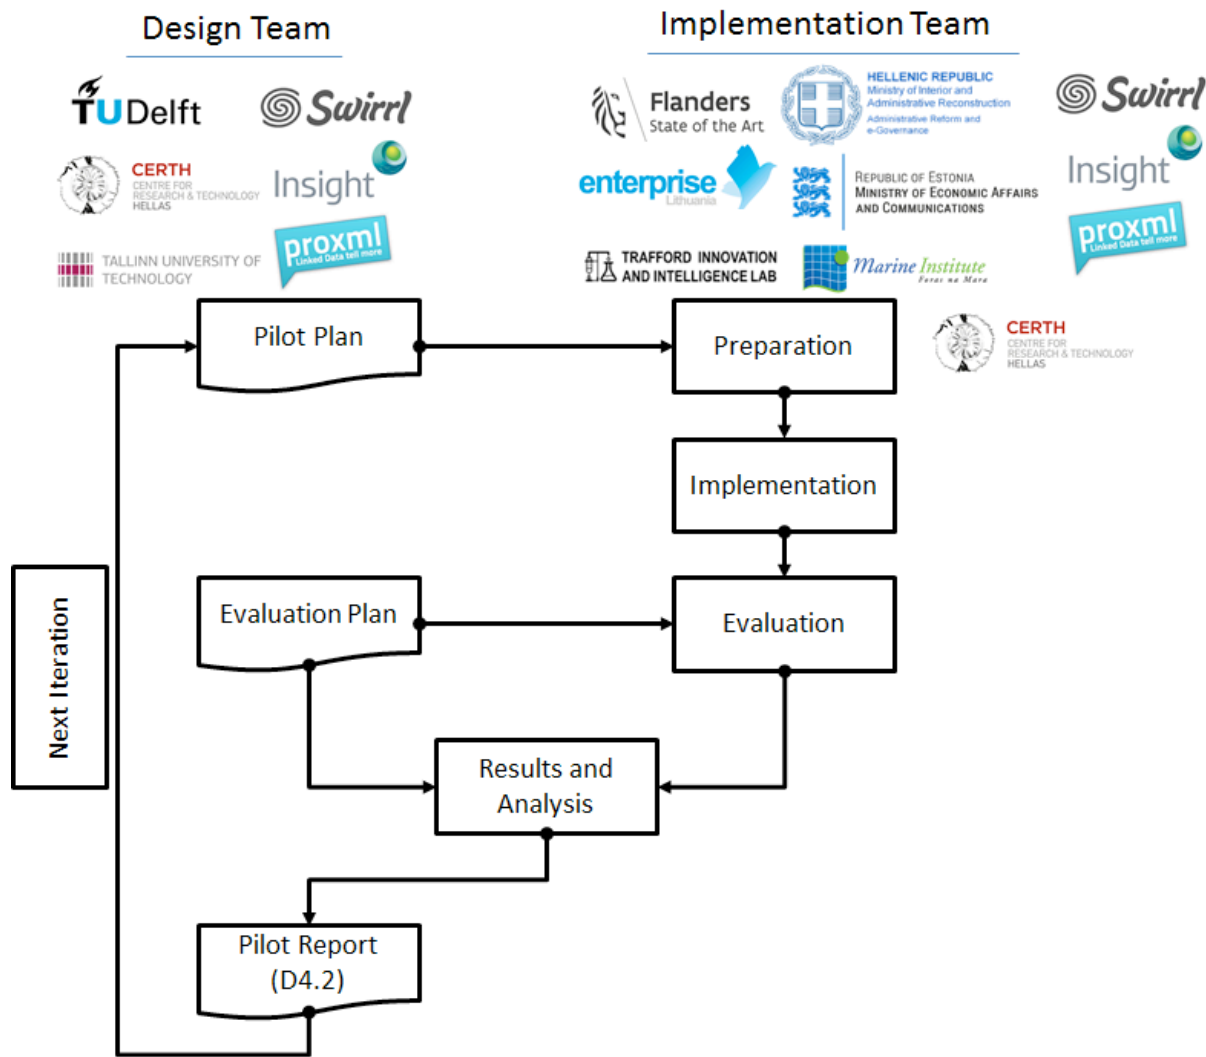 Design Team
Implementation Team
TUDelft
Swirrl
CERTH
CENTRE FOR
RESEARCH & TECHNOLOGY
HELLAS
Insight
TALLINN UNIVERSITY OF
TECHNOLOGY
proxml
Linked Data tell more
Flanders
State of the Art
HELLENIC REPUBLIC
Ministry of Interior and
Administrative Reconstruction
Administrative Reform and
e-Governance
Swirrl
enterprise
Lithuania
REPUBLIC OF ESTONIA
MINISTRY OF ECONOMIC AFFAIRS
AND COMMUNICATIONS
Insight
proxml
Linked Data tell more
TRAFFORD INNOVATION
AND INTELLIGENCE LAB
Marine Institute
Foras na Mara
CERTH
CENTRE FOR
RESEARCH & TECHNOLOGY
HELLAS
Pilot Plan
Preparation
Implementation
Evaluation Plan
Evaluation
Next Iteration
Results and
Analysis
Pilot Report
(D4.2)